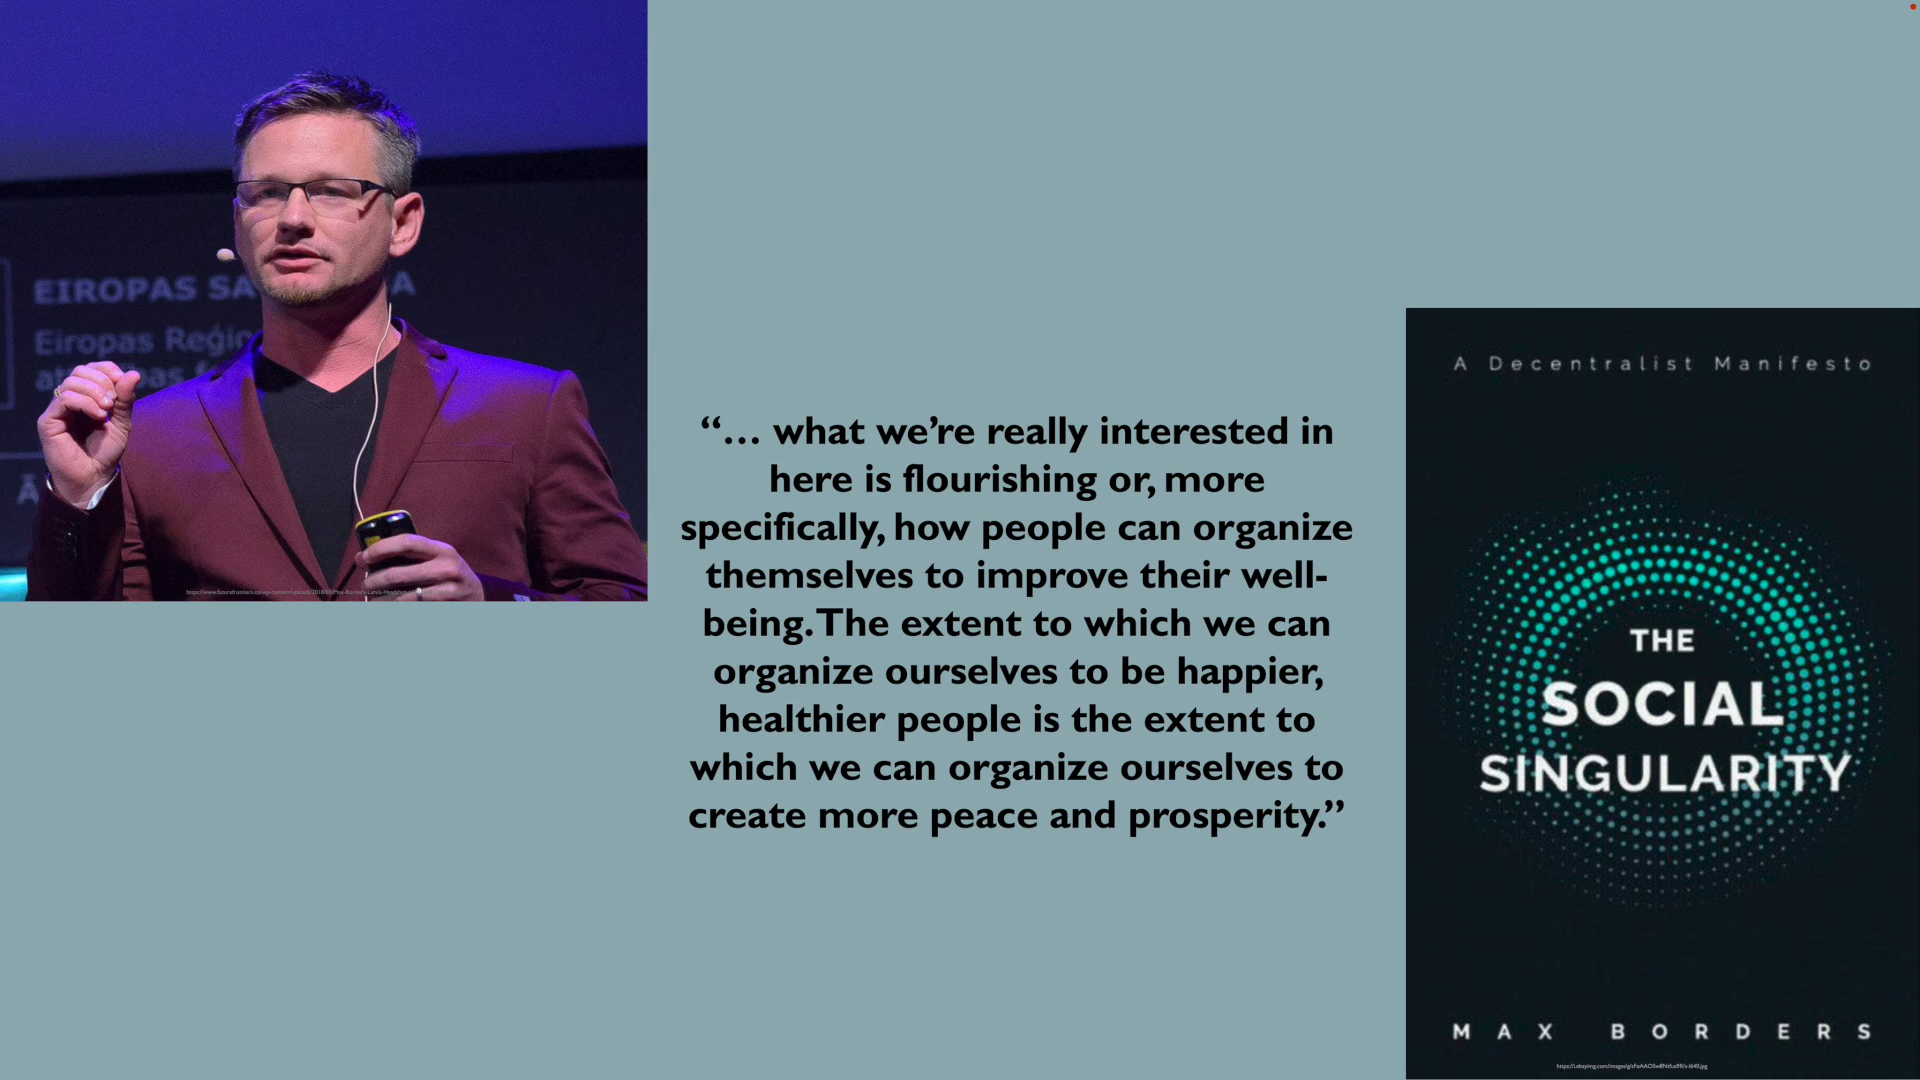 EIROPAS SA
A
Eiropas Reģio
“… what we’re really interested in
here is flourishing or, more
specifically, how people can organize
themselves to improve their well-
being. The extent to which we can
organize ourselves to be happier,
healthier people is the extent to
which we can organize ourselves to
create more peace and prosperity.”
A Decentralist Manifesto
THE
SOCIAL
SINGULARITY
MAX BORDERS